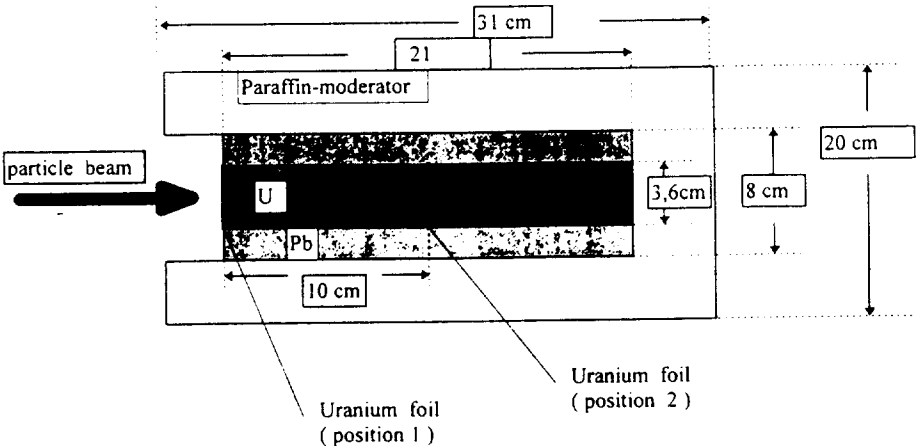 31 cm
21
Paraffin-moderator
20 cm
particle beam
U
3,6cm
8 cm
Pb
10 cm
Uranium foil
( position 2 )
Uranium foil
( position 1 )